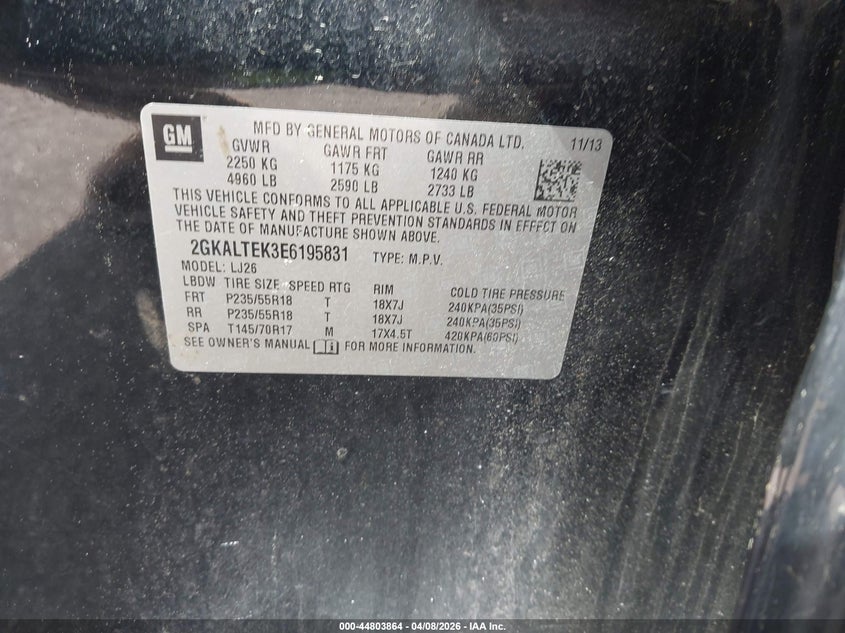 GM
MFD BY GENERAL MOTORS OF CANADA LTD. 11/13
GVWR GAWR FRT GAWR RR
2250 KG 1175 KG 1240 KG
4960 LB 2590 LB 2733 LB
THIS VEHICLE CONFORMS TO ALL APPLICABLE U.S. FEDERAL MOTOR
VEHICLE SAFETY AND THEFT PREVENTION STANDARDS IN EFFECT ON
THE DATE OF MANUFACTURE SHOWN ABOVE.
2GKALTEK3E6195831 TYPE: M.P.V.
MODEL: LJ26
LBDW TIRE SIZE SPEED RTG RIM COLD TIRE PRESSURE
FRT P235/55R18 T 18X7J 240KPA(35PSI)
RR P235/55R18 T 18X7J 240KPA(35PSI)
SPA T145/70R17 M 17X4.5T 420KPA(60PSI)
SEE OWNER'S MANUAL i FOR MORE INFORMATION.
000-44803864 - 04/08/2026 - IAA Inc.